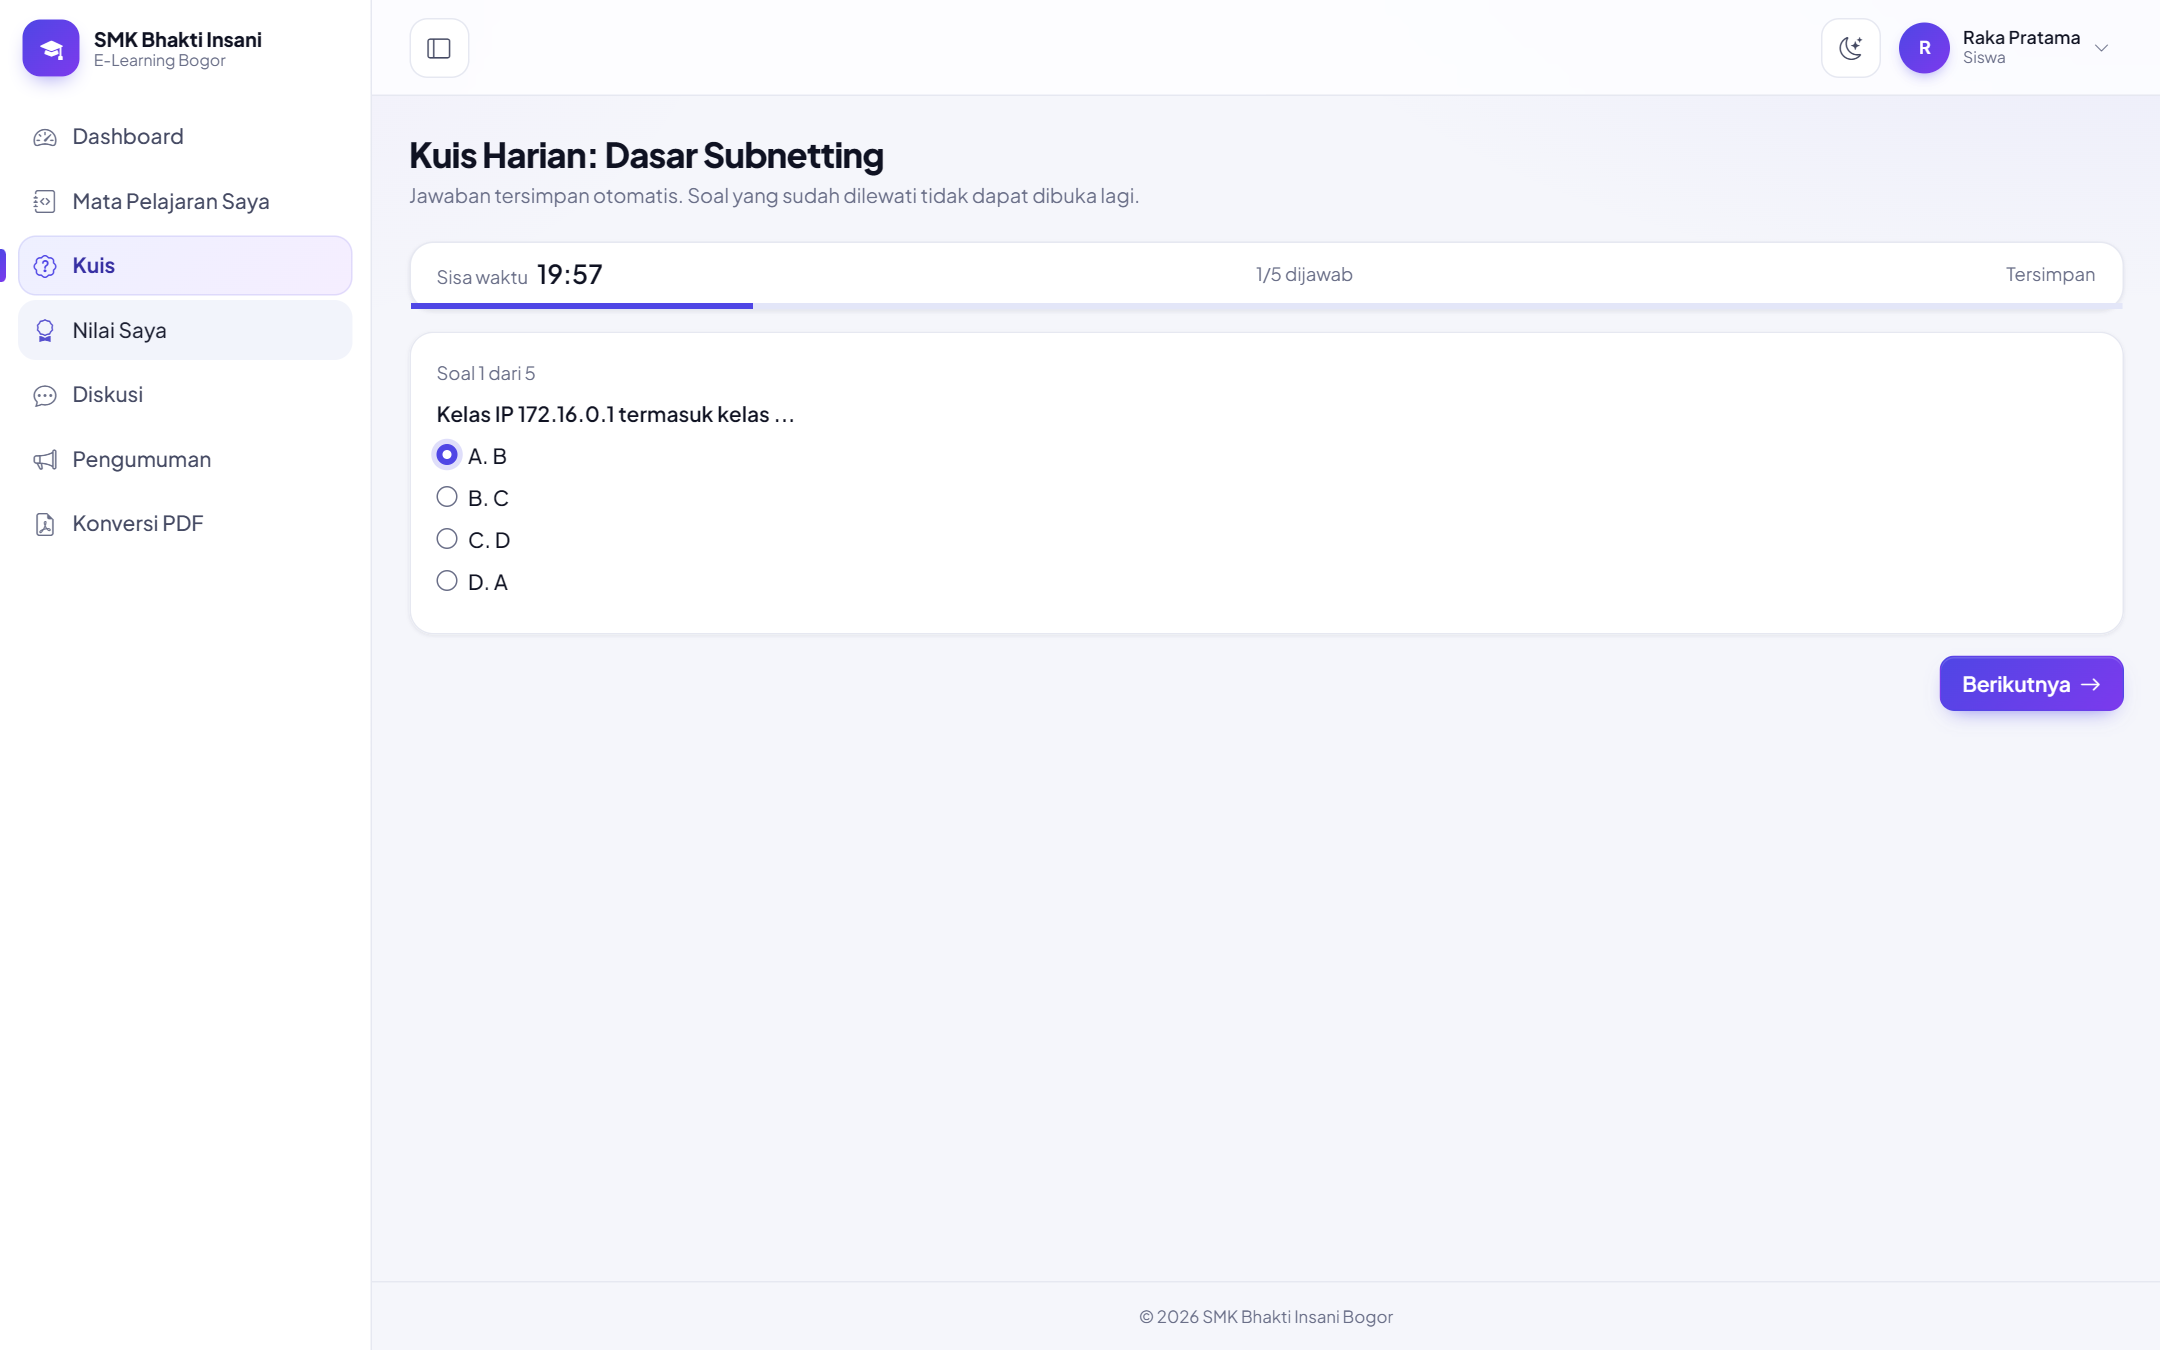 SMK Bhakti Insani
E-Learning Bogor
Dashboard
Mata Pelajaran Saya
Kuis
Nilai Saya
Diskusi
Pengumuman
Konversi PDF
R
Raka Pratama
Siswa
Kuis Harian: Dasar Subnetting
Jawaban tersimpan otomatis. Soal yang sudah dilewati tidak dapat dibuka lagi.
Sisa waktu 19:57
1/5 dijawab
Tersimpan
Soal 1 dari 5
Kelas IP 172.16.0.1 termasuk kelas ...
A. B
B. C
C. D
D. A
Berikutnya →
© 2026 SMK Bhakti Insani Bogor